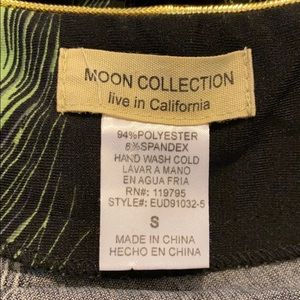 MOON COLLECTION
live in California
94%POLYESTER
6%SPANDEX
HAND WASH COLD
LAVAR A MANO
EN AGUA FRIA
RN#: 119795
STYLE#:EUD91032-5
S
MADE IN CHINA
HECHO EN CHINA